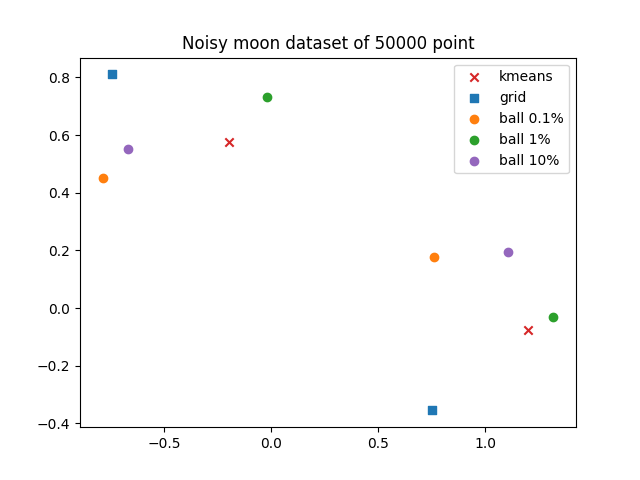 Noisy moon dataset of 50000 point
kmeans
grid
ball 0.1%
ball 1%
ball 10%
0.8
0.6
0.4
0.2
0.0
−0.2
−0.4
−0.5 0.0 0.5 1.0